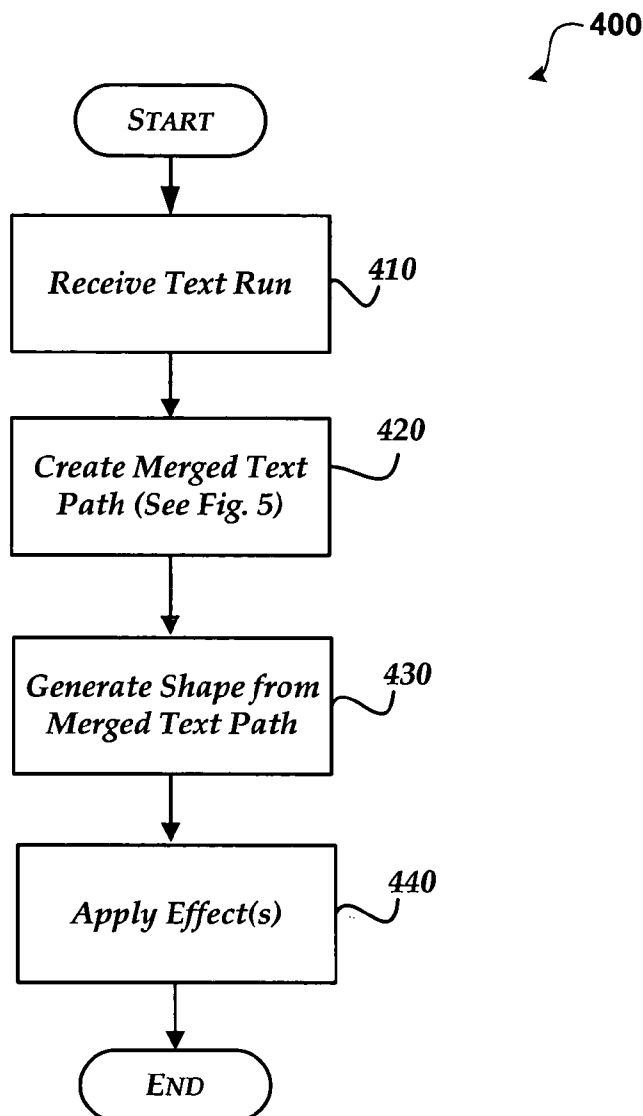 400
START
Receive Text Run
410
Create Merged Text
Path (See Fig. 5)
420
Generate Shape from
Merged Text Path
430
Apply Effect(s)
440
END